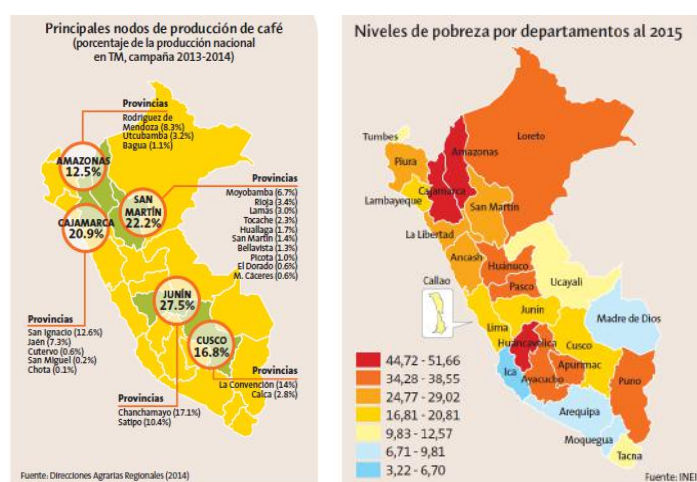 Principales nodos de producción de café
(porcentaje de la producción nacional
en TM, campaña 2013-2014)
Provincias
Rodríguez de
Mendoza (8.3%)
Utcubamba (3.2%)
Bagua (1.1%)
AMAZONAS
12.5%
SAN
MARTÍN
22.2%
CAJAMARCA
20.9%
Provincias
Moyobamba (6.7%)
Rioja (3.4%)
Lamás (3.0%)
Tocache (2.3%)
Huallaga (1.7%)
San Martín (1.4%)
Bellavista (1.3%)
Picota (1.0%)
El Dorado (0.6%)
M. Cáceres (0.6%)
JUNÍN
27.5%
CUSCO
16.8%
Provincias
San Ignacio (12.6%)
Jaén (7.3%)
Cutervo (0.6%)
San Miguel (0.2%)
Chota (0.1%)
La Convención (14%)
Calca (2.8%)
Provincias
Chanchamayo (17.1%)
Satipo (10.4%)
Fuente: Direcciones Agrarias Regionales (2014)
Niveles de pobreza por departamentos al 2015
Tumbes
Piura
Amazonas
Loreto
Cajamarca
Lambayeque
San Martín
La Libertad
Ancash
Huánuco
Ucayali
Pasco
Callao
Junín
Madre de Dios
Lima
Huancavelica
Cusco
Ica
Ayacucho
Apurímac
Puno
Arequipa
Moquegua
Tacna
44,72 - 51,66
34,28 - 38,55
24,77 - 29,02
16,81 - 20,81
9,83 - 12,57
6,71 - 9,81
3,22 - 6,70
Fuente: INEI